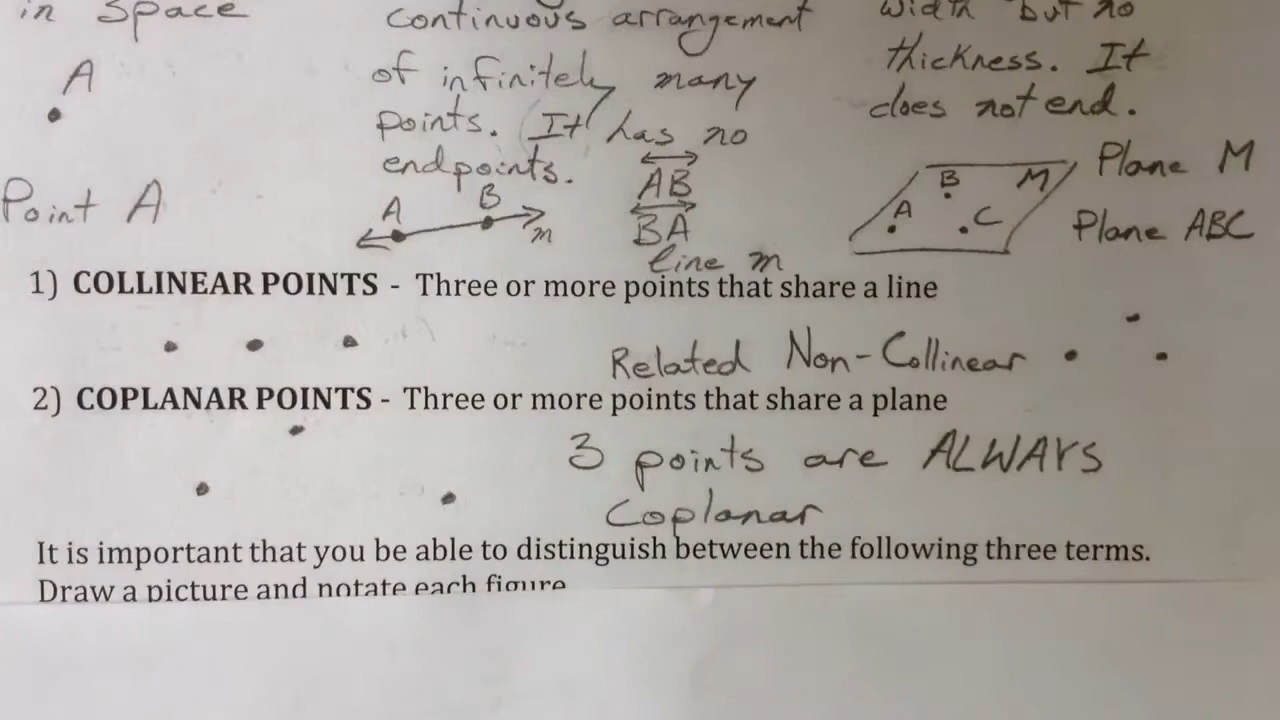 in Space
A
Point A
continuous arrangement
of infinitely many
points. It has no
endpoints.
A B m
AB
BA
line m
width but no
thickness. It
does not end.
B M
A C
Plane M
Plane ABC
1) COLLINEAR POINTS - Three or more points that share a line
Related Non-Collinear
2) COPLANAR POINTS - Three or more points that share a plane
3 points are ALWAYS
Coplanar
It is important that you be able to distinguish between the following three terms.
Draw a picture and notate each figure